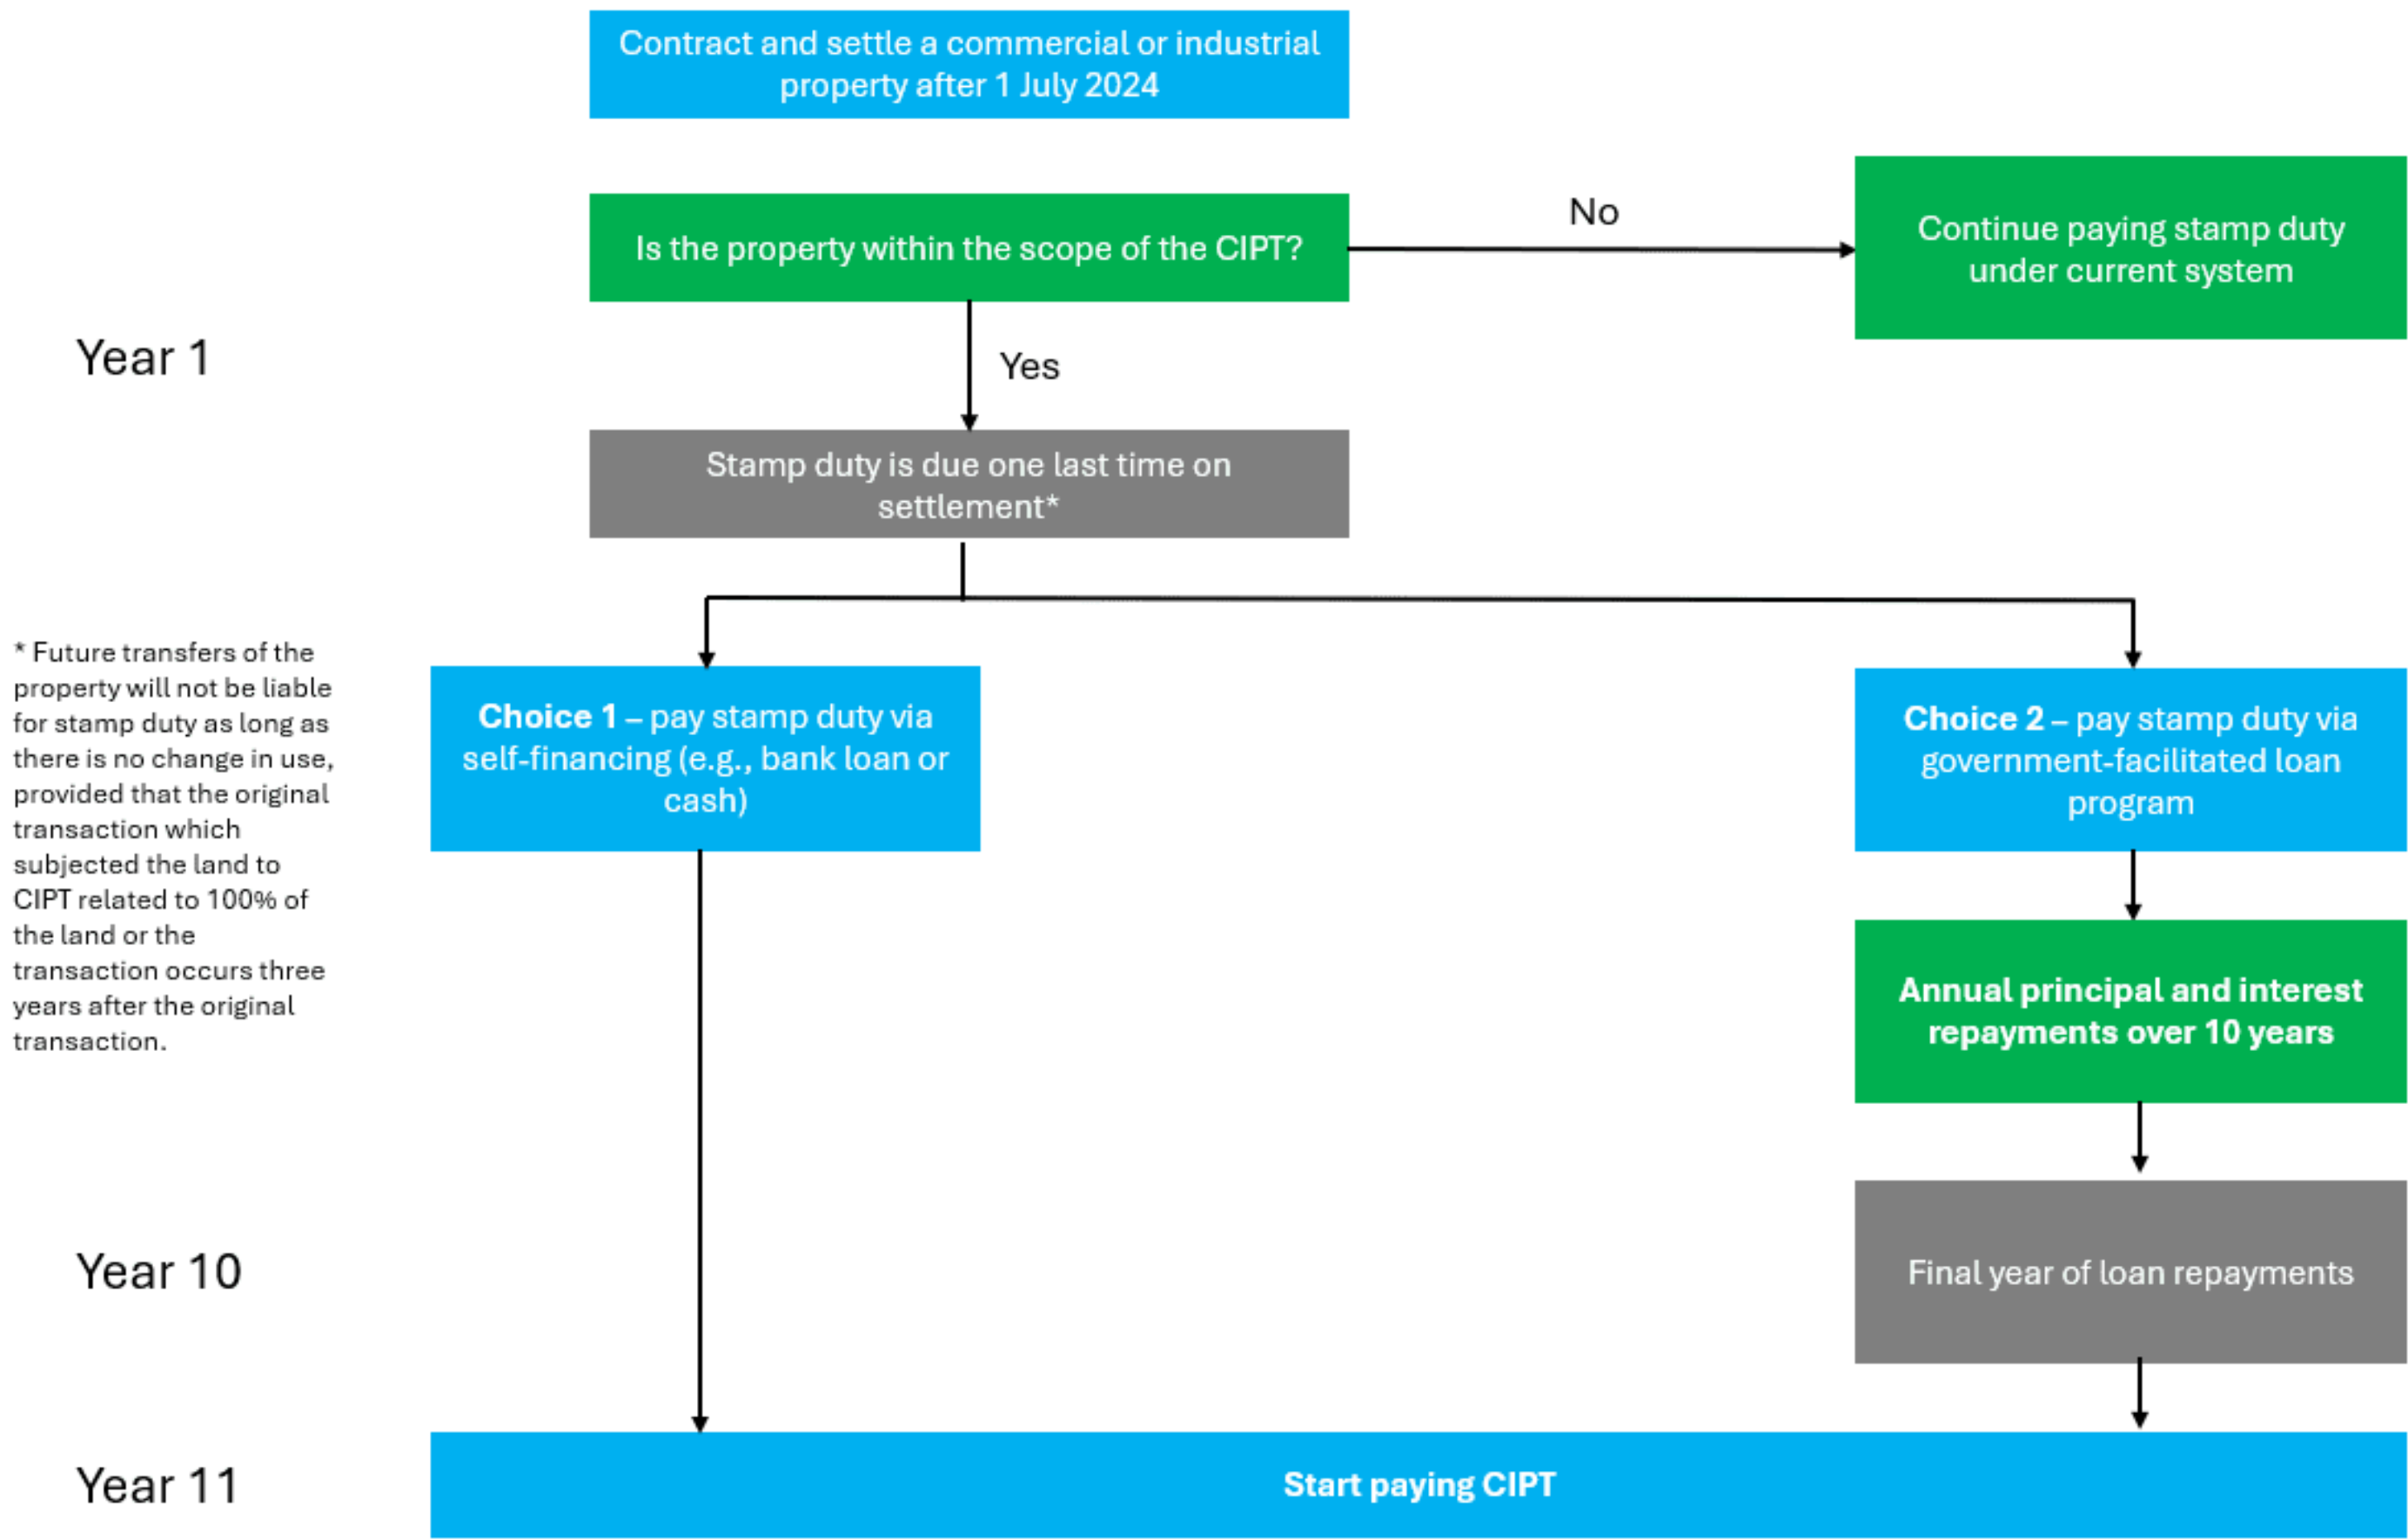 Contract and settle a commercial or industrial
property after 1 July 2024
Is the property within the scope of the CIPT?
No
Continue paying stamp duty
under current system
Year 1
Yes
Stamp duty is due one last time on
settlement*
* Future transfers of the
property will not be liable
for stamp duty as long as
there is no change in use,
provided that the original
transaction which
subjected the land to
CIPT related to 100% of
the land or the
transaction occurs three
years after the original
transaction.
Choice 1 – pay stamp duty via
self-financing (e.g., bank loan or
cash)
Choice 2 – pay stamp duty via
government-facilitated loan
program
Annual principal and interest
repayments over 10 years
Year 10
Final year of loan repayments
Year 11
Start paying CIPT